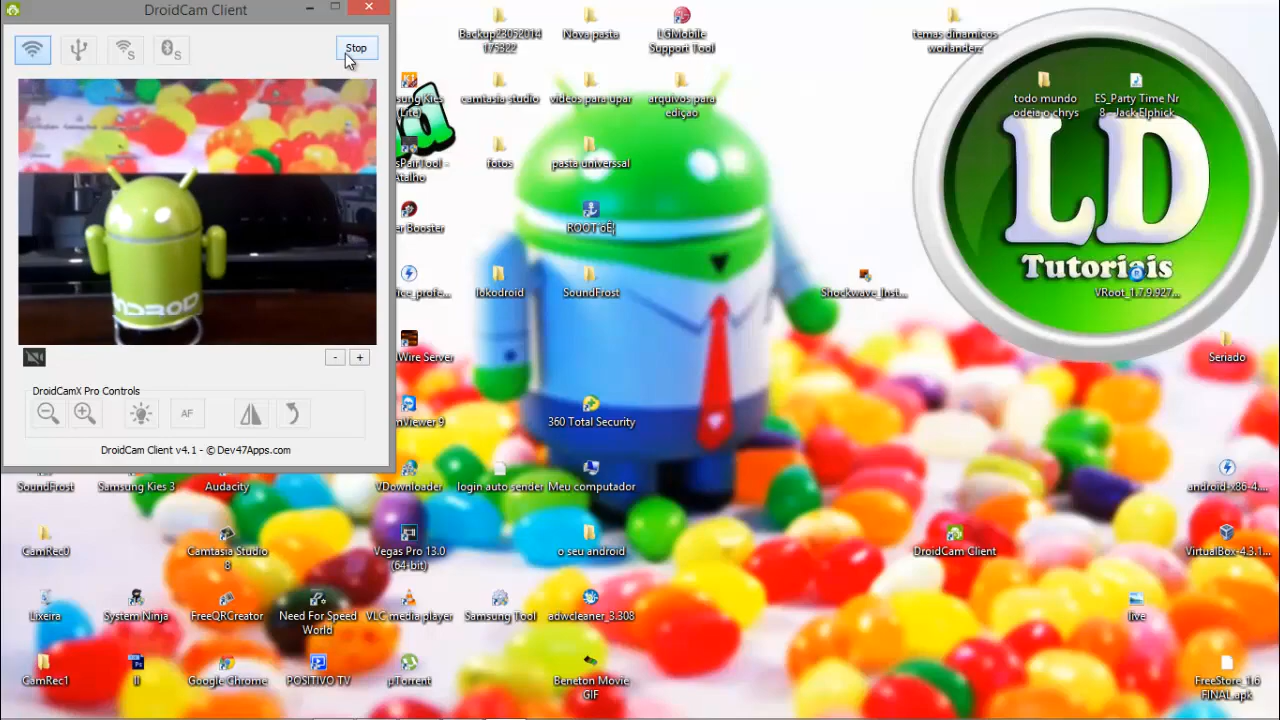 DroidCam Client
Stop
DroidCamX Pro Controls
AF
DroidCam Client v4.1 - © Dev47Apps.com
Backup23052014
175322
Nova pasta
LGMobile
Support Tool
temas dinamicos
worlanderz
(Lite)
camtasia studio
videos para upar
arquivos para
edição
todo mundo
odeia o chrys
ES_Party Time Nr
8 - Jack Elphick
Atalho
fotos
pasta universsal
LD
Tutoriais
ROOT óË¦
lokodroid
SoundFrost
Shockwave_Inst...
VRoot_1.7.9.927...
Seriado
360 Total Security
SoundFrost
Samsung Kies 3
Audacity
VDownloader
login auto sender
Meu computador
android-x86-4....
CamRec0
Camtasia Studio
8
Vegas Pro 13.0
(64-bit)
o seu android
DroidCam Client
VirtualBox-4.3.1...
Lixeira
System Ninja
FreeQRCreator
Need For Speed
World
VLC media player
Samsung Tool
adwcleaner_3.308
live
CamRec1
ll
Google Chrome
POSITIVO TV
µTorrent
Beneton Movie
GIF
FreeStore_1.6
FINAL.apk